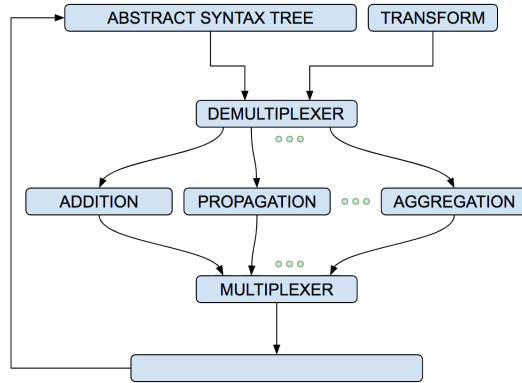 ABSTRACT SYNTAX TREE
TRANSFORM
DEMULTIPLEXER
ADDITION
PROPAGATION
AGGREGATION
MULTIPLEXER